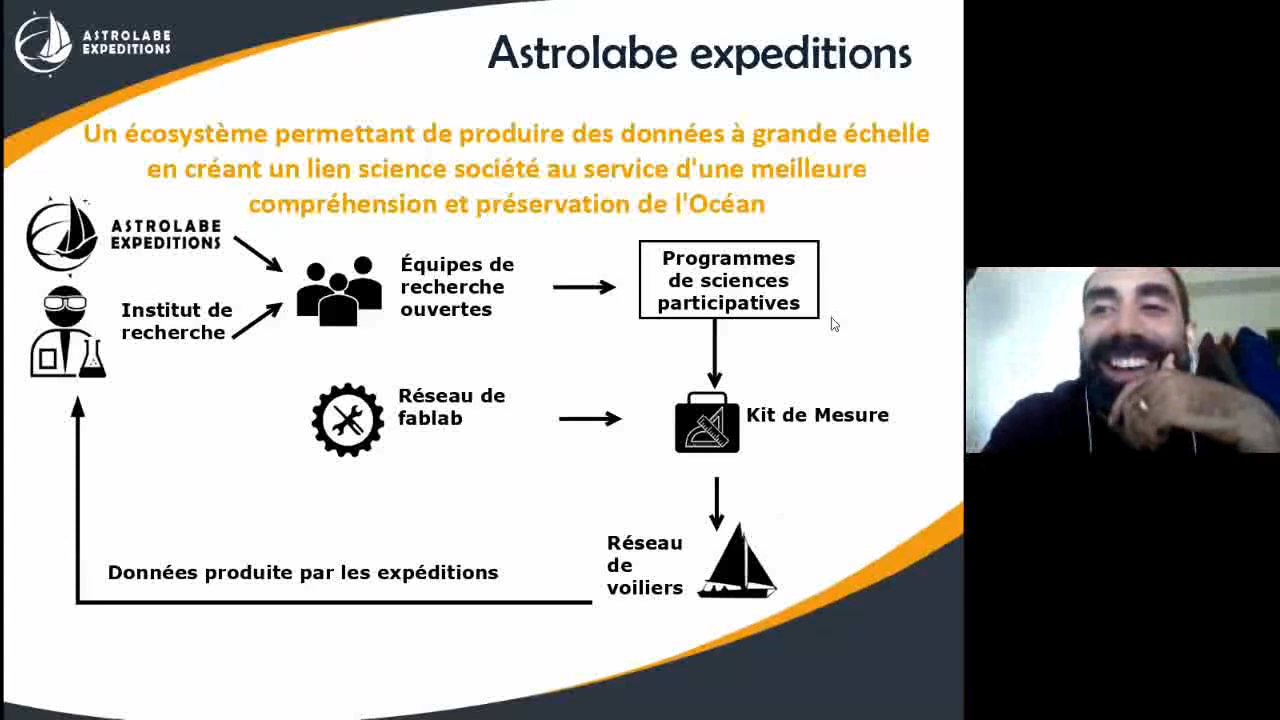 ASTROLABE
EXPEDITIONS
Astrolabe expeditions
Un écosystème permettant de produire des données à grande échelle
en créant un lien science société au service d'une meilleure
compréhension et préservation de l'Océan
ASTROLABE
EXPEDITIONS
Institut de
recherche
Équipes de
recherche
ouvertes
Programmes
de sciences
participatives
Réseau de
fablab
Kit de Mesure
Réseau
de
voiliers
Données produite par les expéditions